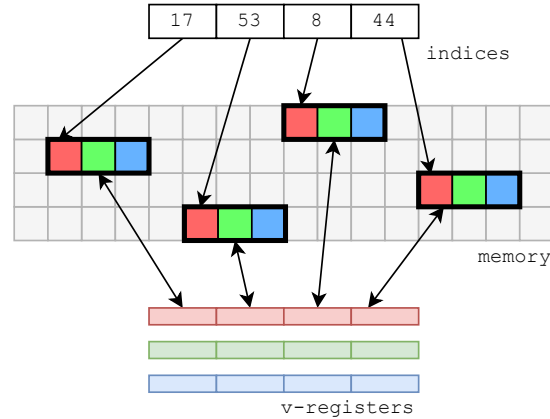 17 53 8 44
indices
memory
v-registers